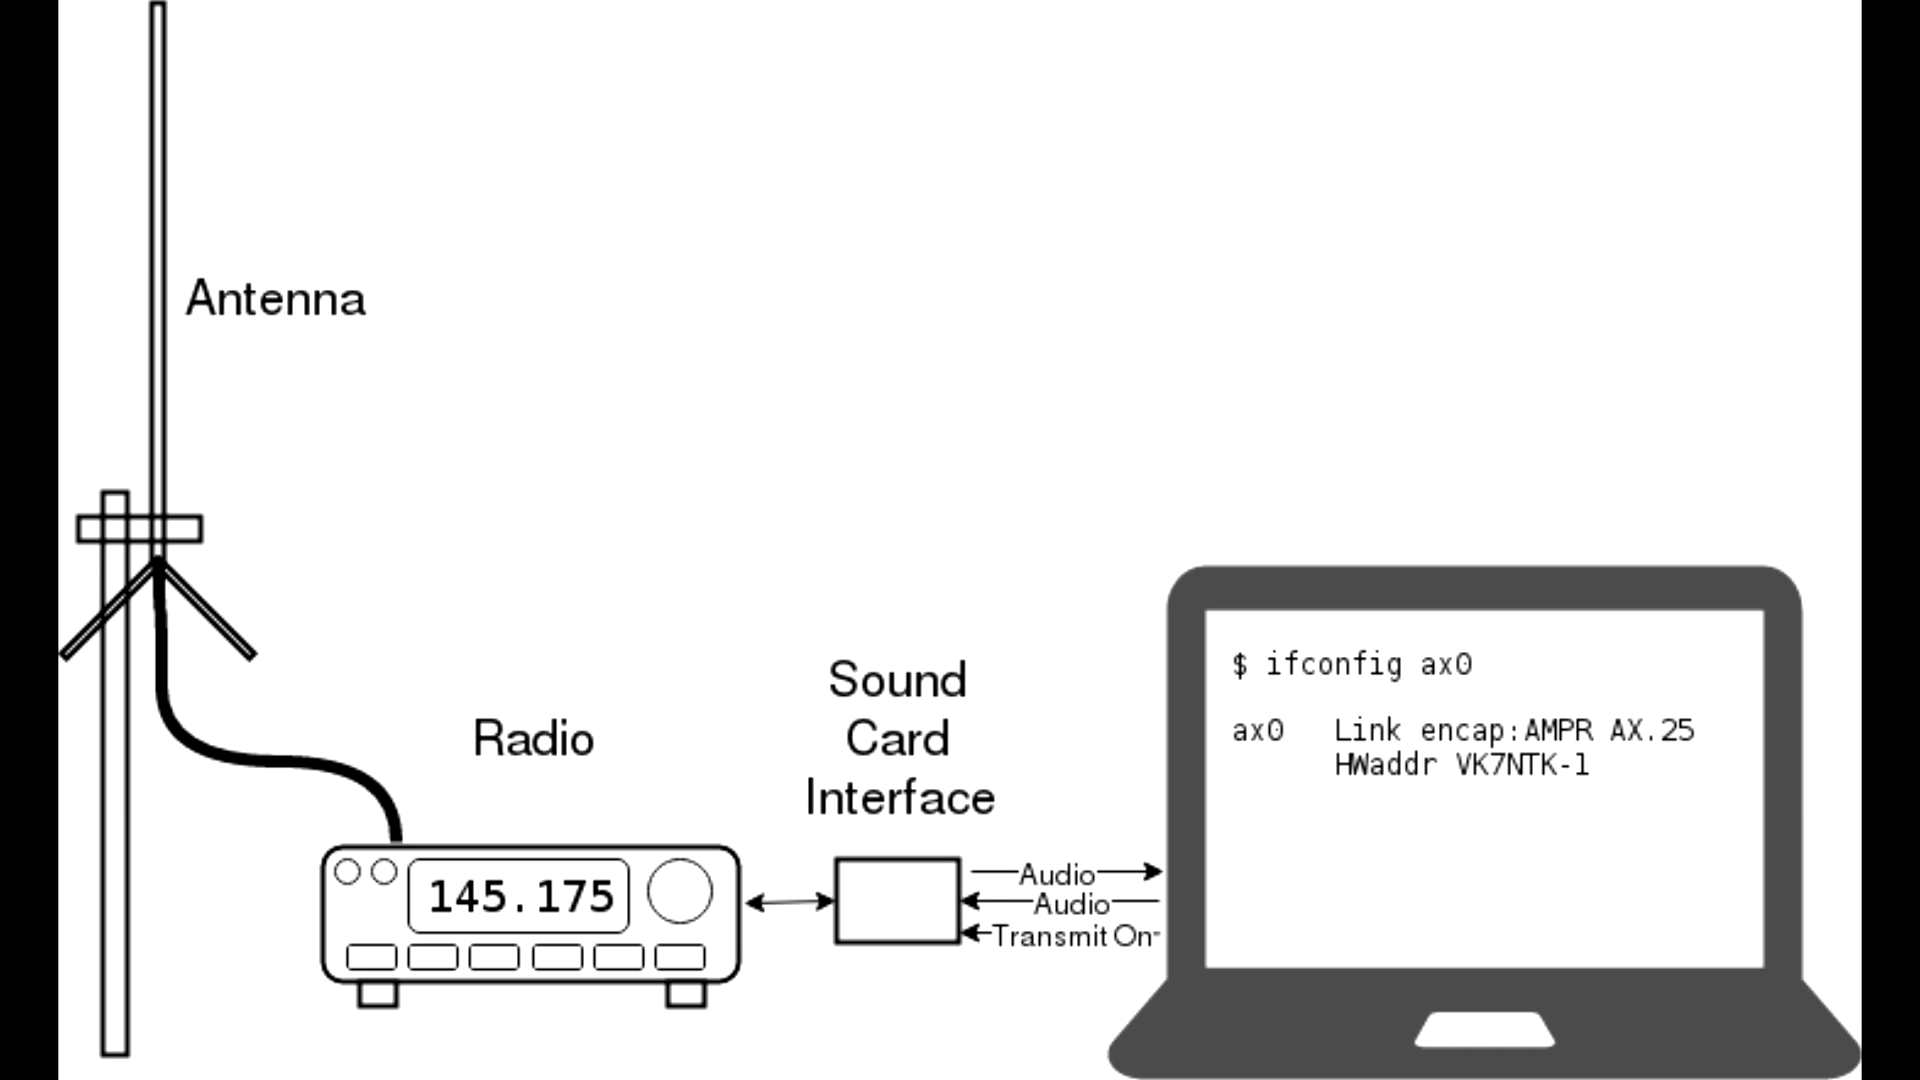 Antenna
Radio
145.175
Sound
Card
Interface
Audio
Audio
Transmit On
$ ifconfig ax0
ax0 Link encap:AMPR AX.25
HWaddr VK7NTK-1